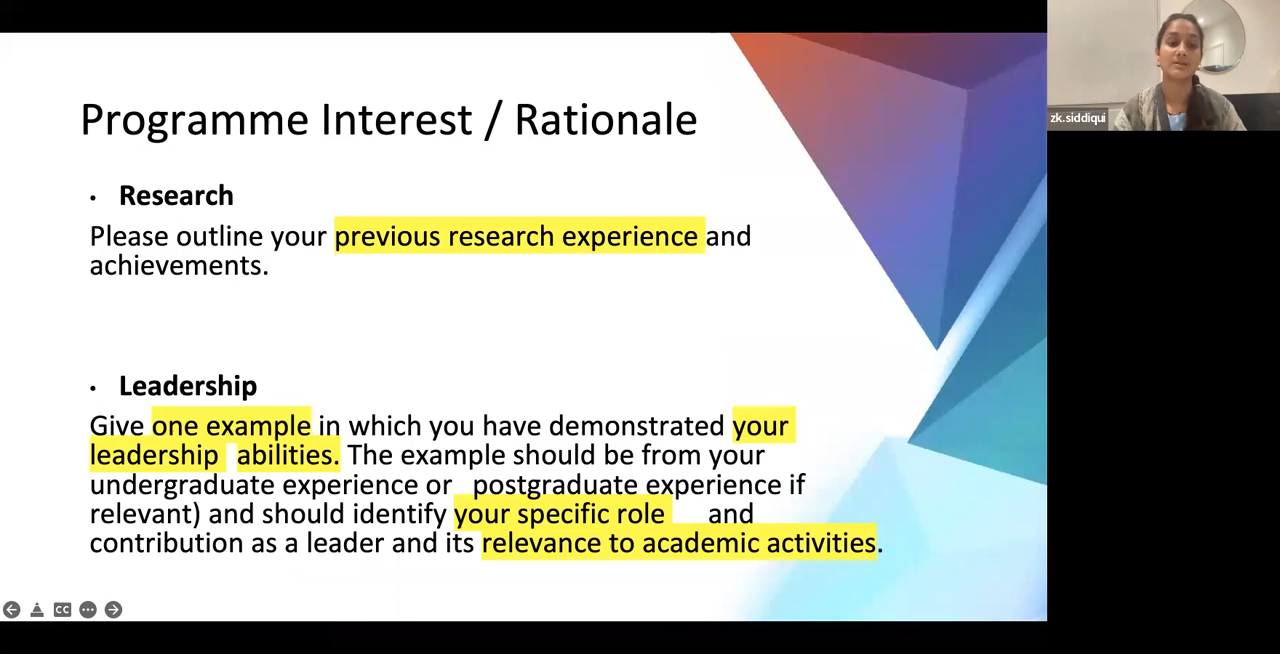 Programme Interest / Rationale
• Research
Please outline your previous research experience and
achievements.
• Leadership
Give one example in which you have demonstrated your
leadership abilities. The example should be from your
undergraduate experience or postgraduate experience if
relevant) and should identify your specific role and
contribution as a leader and its relevance to academic activities.
CC
zk.siddiqui